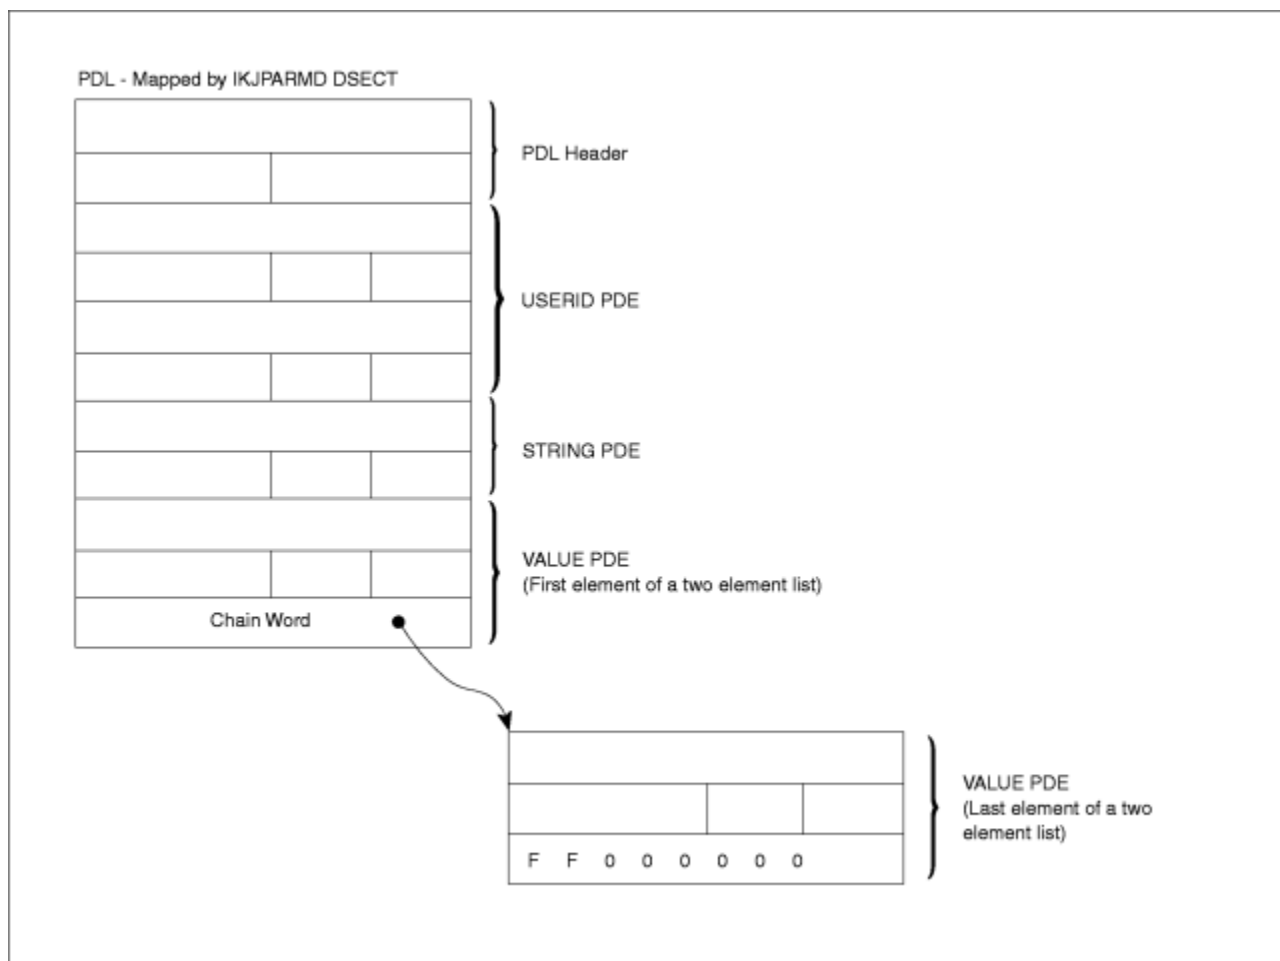 PDL - Mapped by IKJPARMD DSECT
PDL Header
USERID PDE
STRING PDE
VALUE PDE
(First element of a two element list)
Chain Word
VALUE PDE
(Last element of a two
element list)
F F 0 0 0 0 0 0